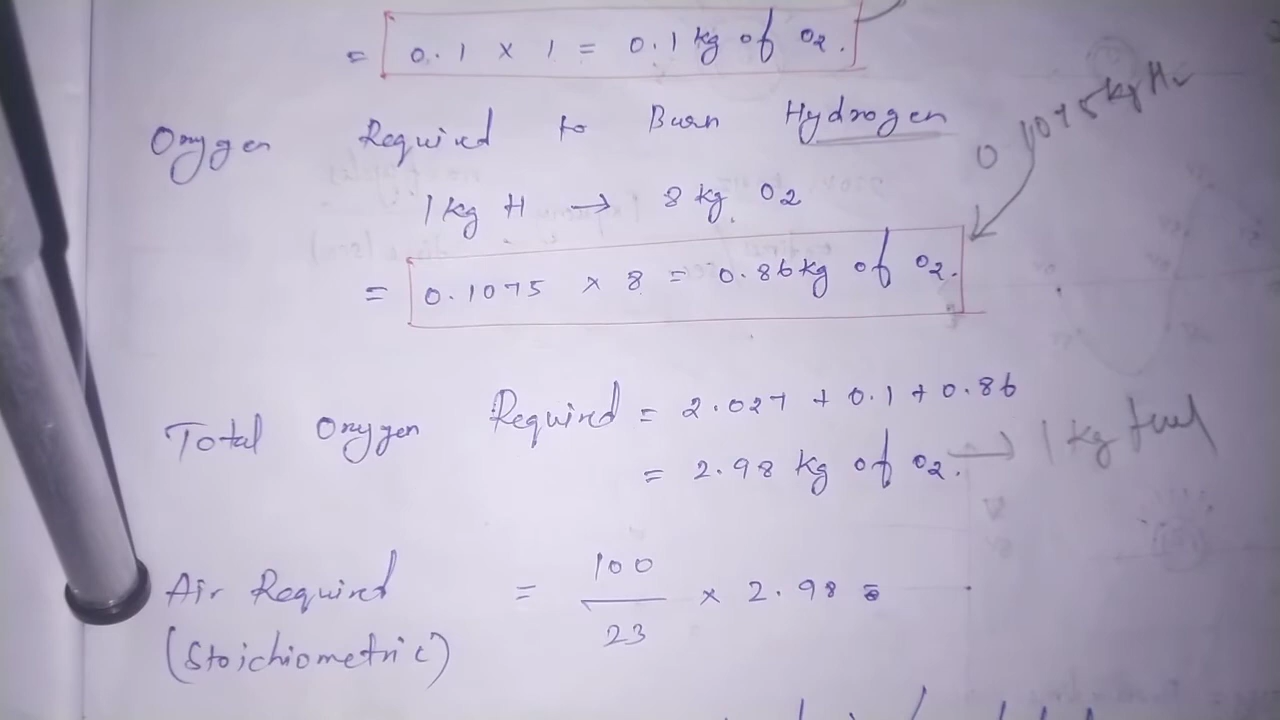 = 0.1 x 1 = 0.1 kg of O2.
Oxygen Required to Burn Hydrogen
0.1075 kg H2
1 kg H → 8 kg O2
= 0.1075 x 8 = 0.86 kg of O2.
Total Oxygen Required = 2.027 + 0.1 + 0.86
= 2.98 kg of O2. → 1 kg fuel
Air Required = 100/23 x 2.98 =
(Stoichiometric)